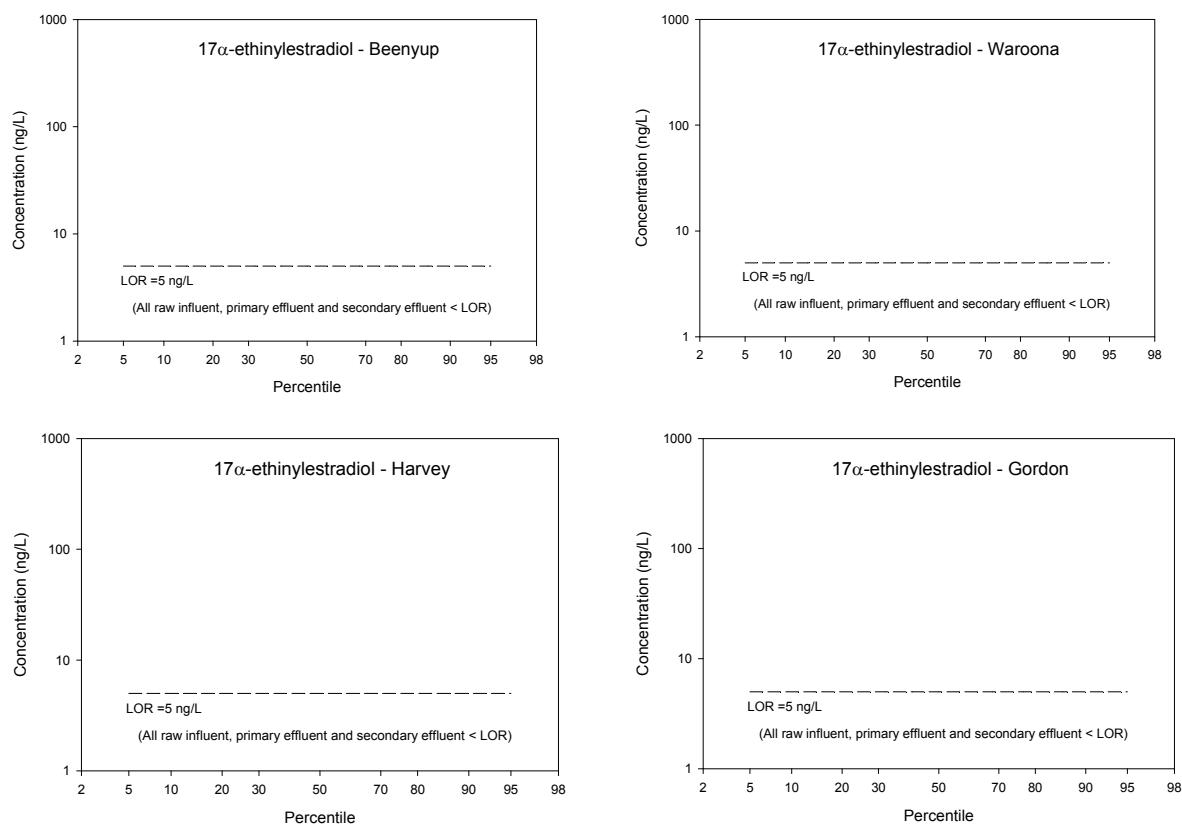 17α-ethinylestradiol - Beenyup
Concentration (ng/L)
1000
100
10
1
LOR =5 ng/L
(All raw influent, primary effluent and secondary effluent < LOR)
2 5 10 20 30 50 70 80 90 95 98
Percentile
17α-ethinylestradiol - Waroona
Concentration (ng/L)
1000
100
10
1
LOR =5 ng/L
(All raw influent, primary effluent and secondary effluent < LOR)
2 5 10 20 30 50 70 80 90 95 98
Percentile
17α-ethinylestradiol - Harvey
Concentration (ng/L)
1000
100
10
1
LOR =5 ng/L
(All raw influent, primary effluent and secondary effluent < LOR)
2 5 10 20 30 50 70 80 90 95 98
Percentile
17α-ethinylestradiol - Gordon
Concentration (ng/L)
1000
100
10
1
LOR =5 ng/L
(All raw influent, primary effluent and secondary effluent < LOR)
2 5 10 20 30 50 70 80 90 95 98
Percentile